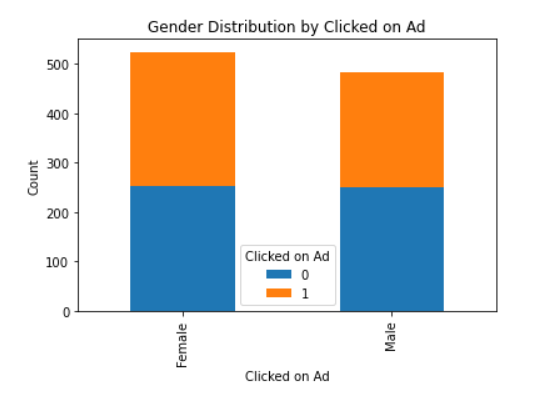 Gender Distribution by Clicked on Ad
500
400
300
200
100
0
Count
Clicked on Ad
0
1
Female
Male
Clicked on Ad